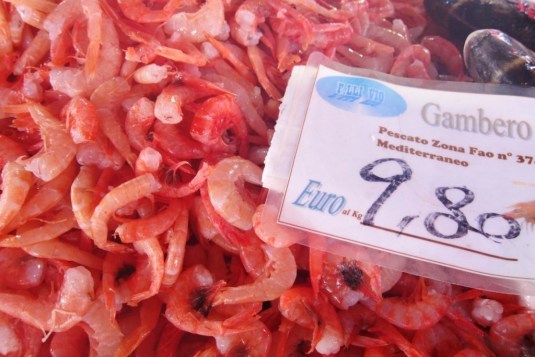 Gambero
Pescato Zona Fao n° 37
Mediterraneo
Euro al Kg 9,80